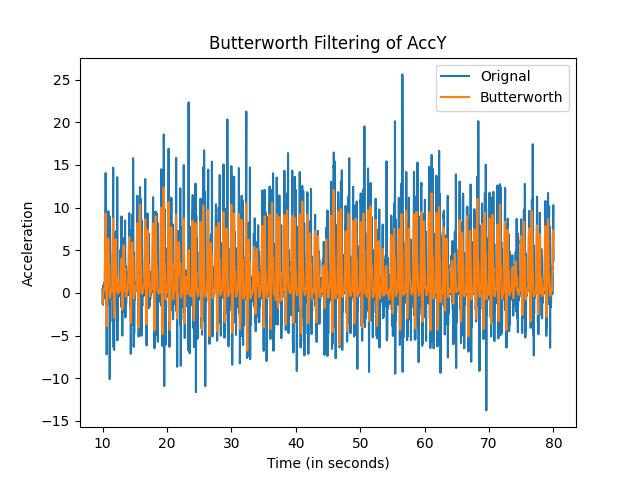 Butterworth Filtering of AccY
Orignal
Butterworth
Acceleration
25
20
15
10
5
0
−5
−10
−15
10 20 30 40 50 60 70 80
Time (in seconds)